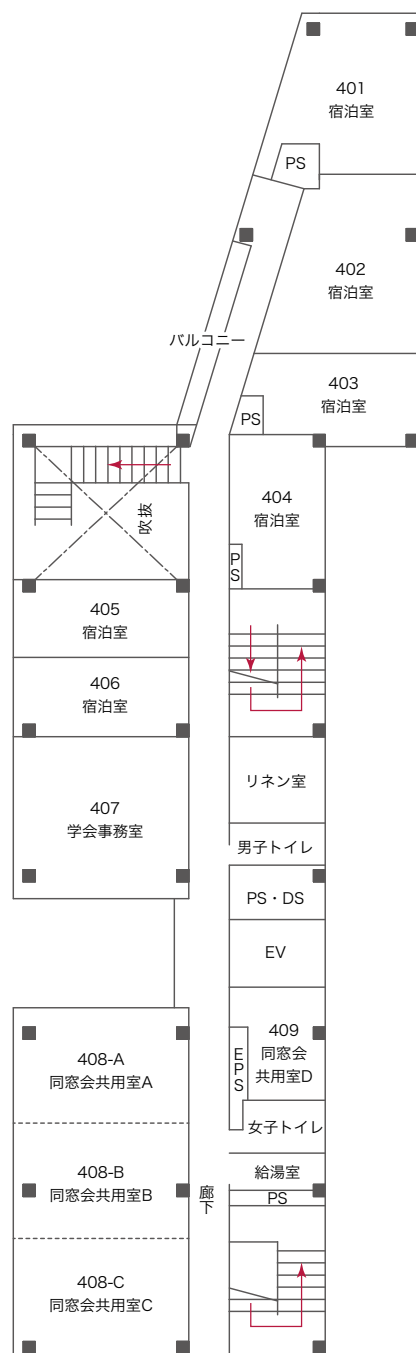 401
宿泊室
PS
402
宿泊室
バルコニー
403
宿泊室
PS
404
宿泊室
吹抜
PS
405
宿泊室
406
宿泊室
リネン室
407
学会事務室
男子トイレ
PS・DS
EV
409
同窓会
共用室D
EPS
408-A
同窓会共用室A
女子トイレ
給湯室
408-B
同窓会共用室B
廊下
PS
408-C
同窓会共用室C